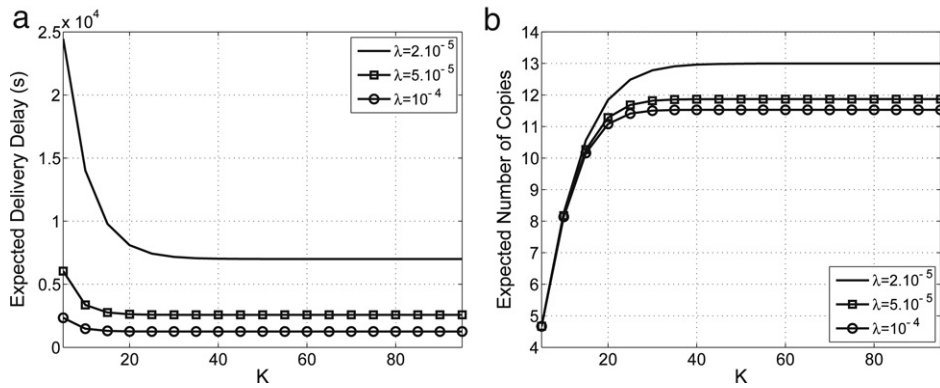 a
x 10⁴
2.5
2
1.5
1
0.5
0
20
40
60
80
K
Expected Delivery Delay (s)
λ=2.10⁻⁵
λ=5.10⁻⁵
λ=10⁻⁴
b
14
13
12
11
10
9
8
7
6
5
4
20
40
60
80
K
Expected Number of Copies
λ=2.10⁻⁵
λ=5.10⁻⁵
λ=10⁻⁴